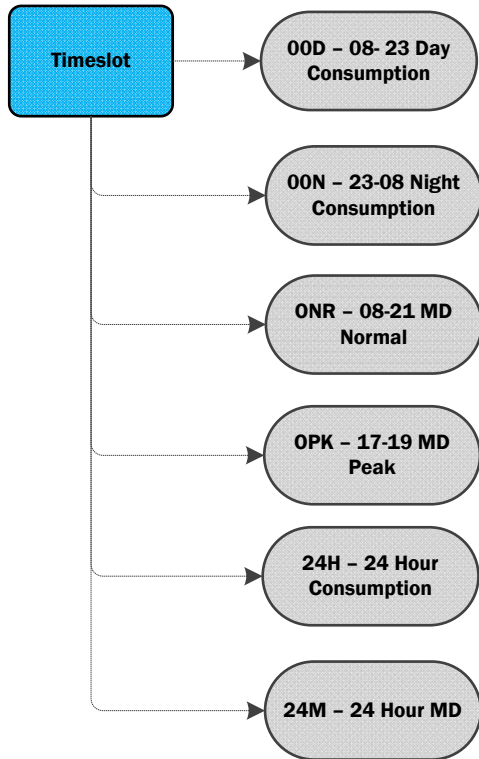 Timeslot
00D – 08- 23 Day
Consumption
00N – 23-08 Night
Consumption
0NR – 08-21 MD
Normal
0PK – 17-19 MD
Peak
24H – 24 Hour
Consumption
24M – 24 Hour MD